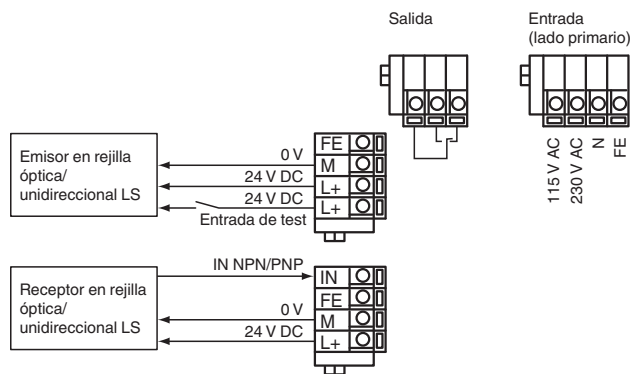 Salida
Entrada
(lado primario)
115 V AC
230 V AC
N
FE
Emisor en rejilla
óptica/
unidireccional LS
0 V
24 V DC
24 V DC
Entrada de test
FE
M
L+
L+
Receptor en rejilla
óptica/
unidireccional LS
IN NPN/PNP
0 V
24 V DC
IN
FE
M
L+